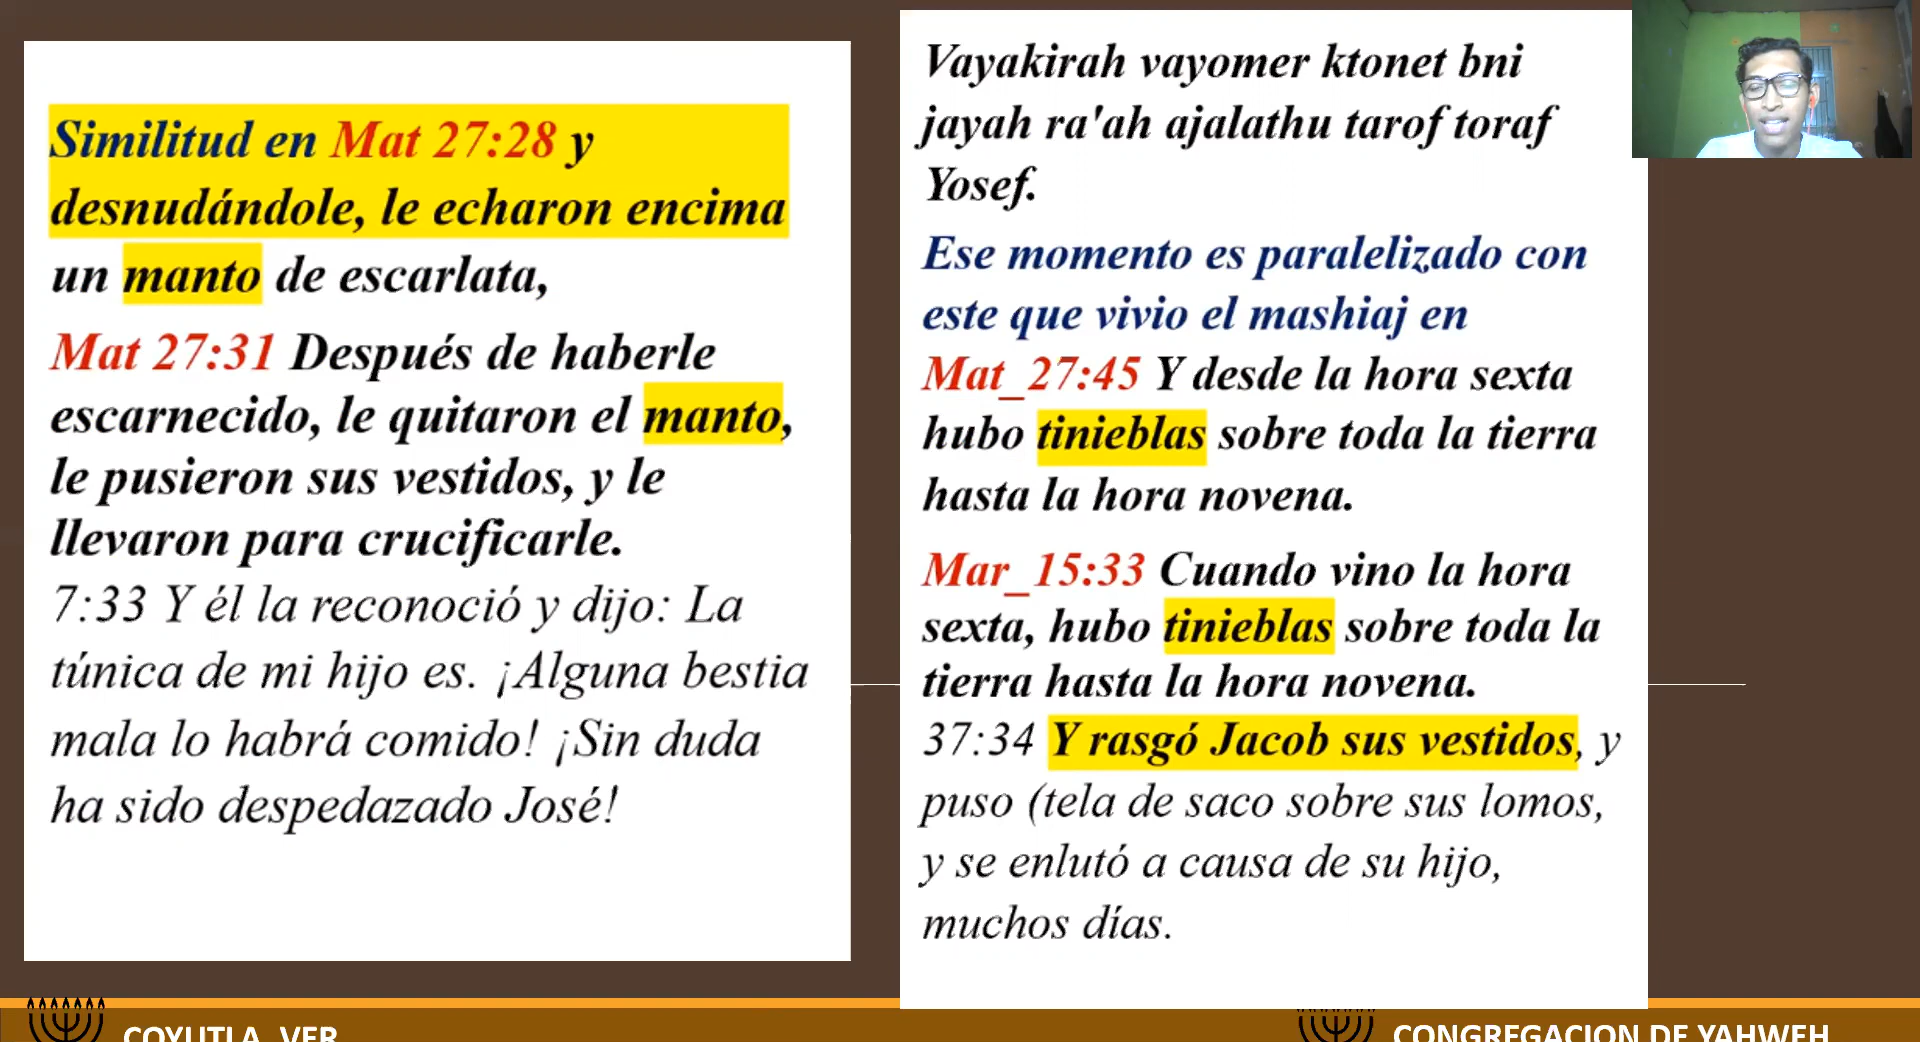 Similitud en Mat 27:28 y
desnudándole, le echaron encima
un manto de escarlata,
Mat 27:31 Después de haberle
escarnecido, le quitaron el manto,
le pusieron sus vestidos, y le
llevaron para crucificarle.
7:33 Y él la reconoció y dijo: La
túnica de mi hijo es. ¡Alguna bestia
mala lo habrá comido! ¡Sin duda
ha sido despedazado José!
Vayakirah vayomer ktonet bni
jayah ra'ah ajalathu tarof toraf
Yosef.
Ese momento es paralelizado con
este que vivio el mashiaj en
Mat_27:45 Y desde la hora sexta
hubo tinieblas sobre toda la tierra
hasta la hora novena.
Mar_15:33 Cuando vino la hora
sexta, hubo tinieblas sobre toda la
tierra hasta la hora novena.
37:34 Y rasgó Jacob sus vestidos, y
puso (tela de saco sobre sus lomos,
y se enlutó a causa de su hijo,
muchos días.
COYUTLA, VER
CONGREGACION DE YAHWEH